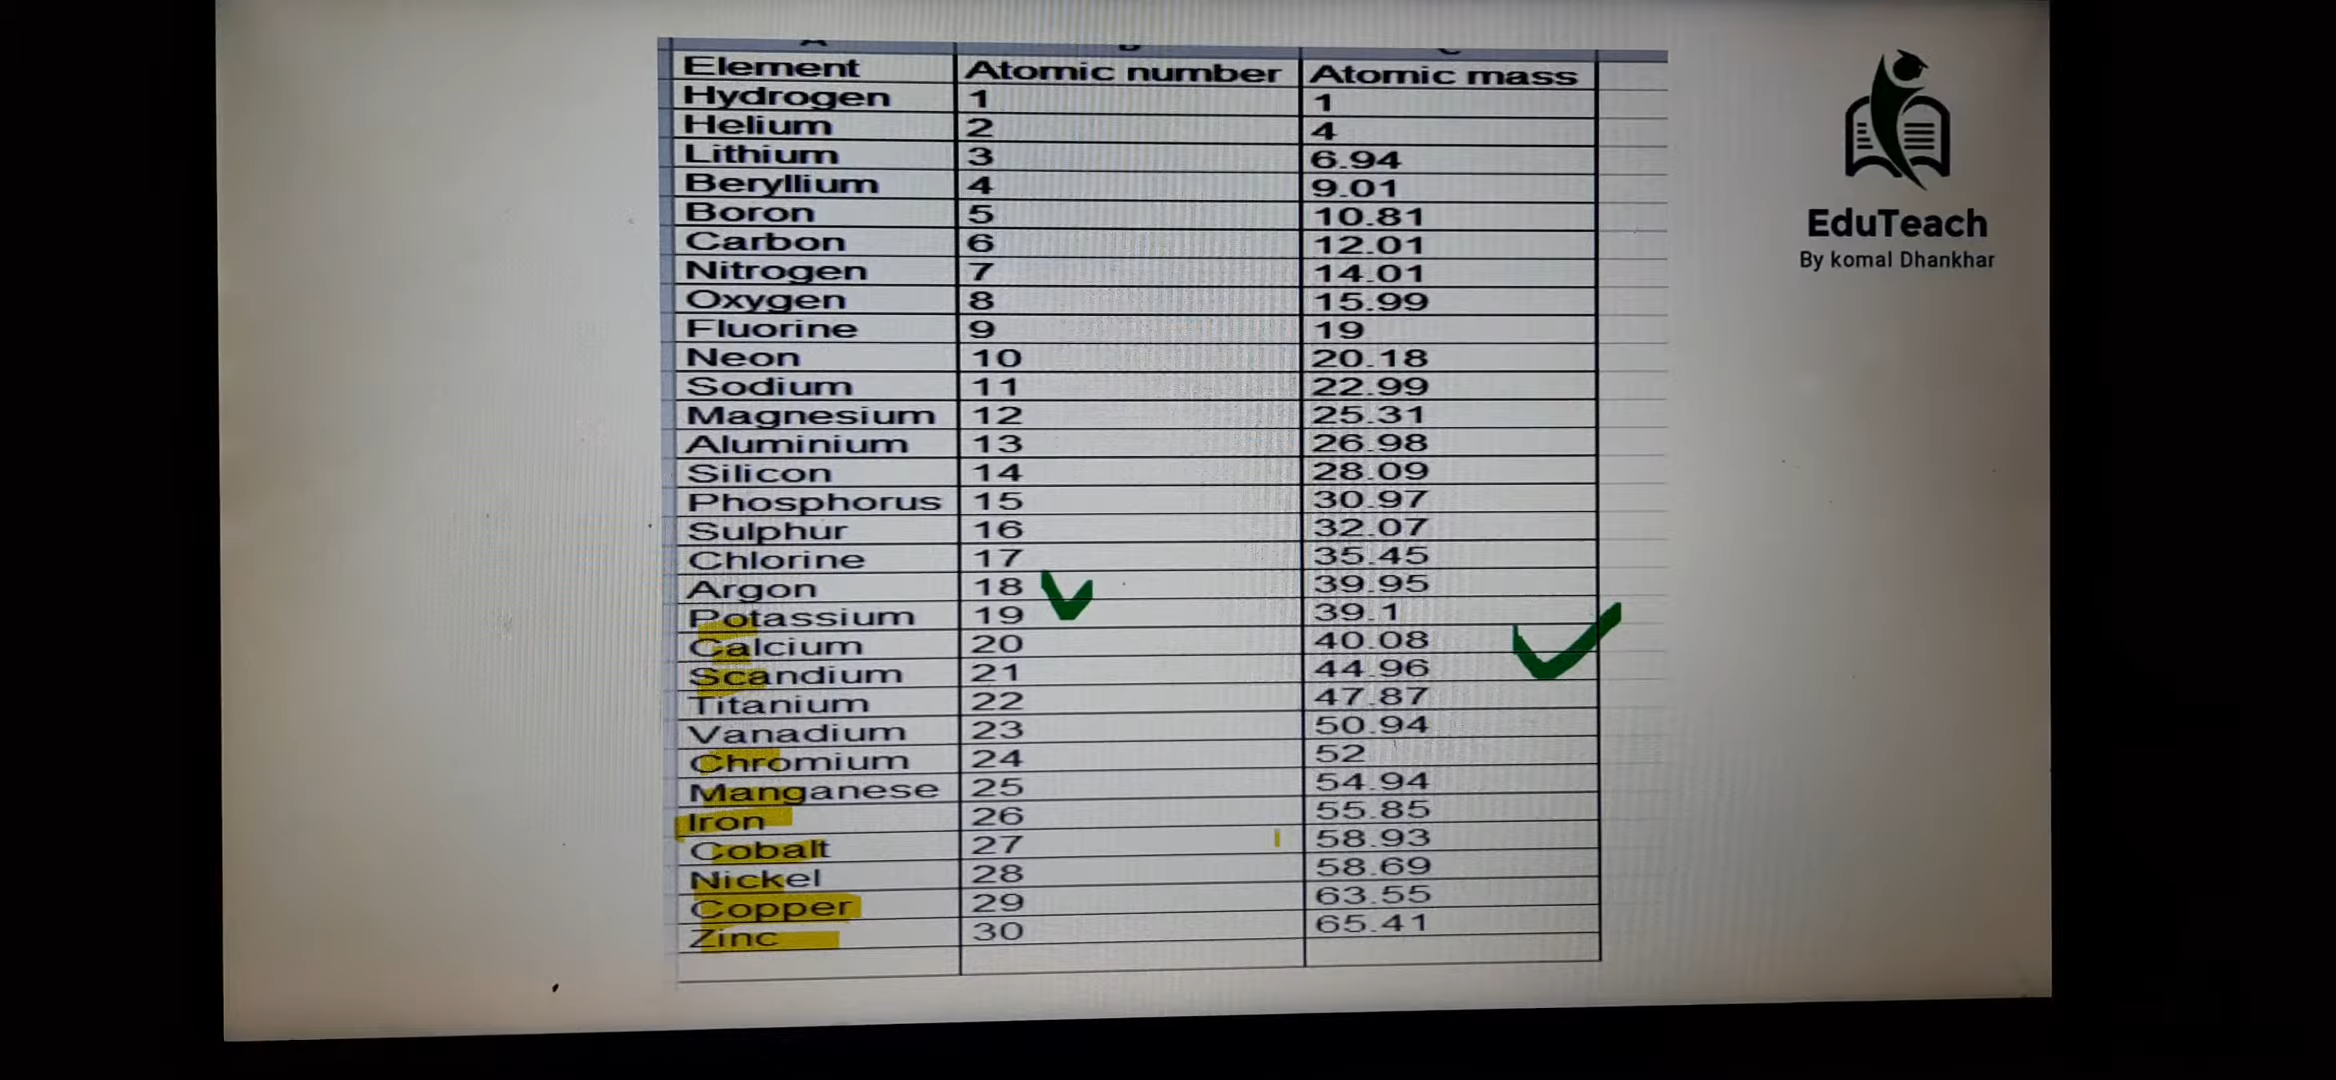 Element Atomic number Atomic mass
Hydrogen 1 1
Helium 2 4
Lithium 3 6.94
Beryllium 4 9.01
Boron 5 10.81
Carbon 6 12.01
Nitrogen 7 14.01
Oxygen 8 15.99
Fluorine 9 19
Neon 10 20.18
Sodium 11 22.99
Magnesium 12 25.31
Aluminium 13 26.98
Silicon 14 28.09
Phosphorus 15 30.97
Sulphur 16 32.07
Chlorine 17 35.45
Argon 18 39.95
Potassium 19 39.1
Calcium 20 40.08
Scandium 21 44.96
Titanium 22 47.87
Vanadium 23 50.94
Chromium 24 52
Manganese 25 54.94
Iron 26 55.85
Cobalt 27 58.93
Nickel 28 58.69
Copper 29 63.55
Zinc 30 65.41
EduTeach
By komal Dhankhar